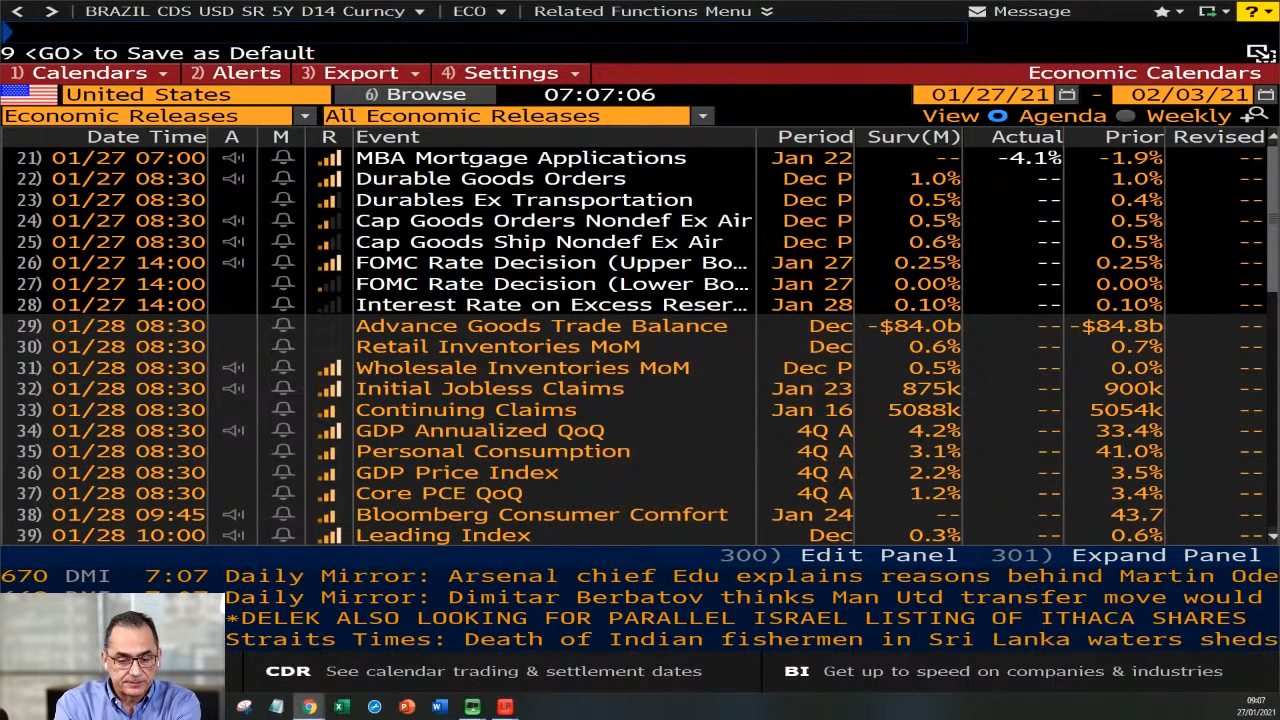 BRAZIL CDS USD SR 5Y D14 Curncy ECO Related Functions Menu Message ?
9 <GO> to Save as Default
1) Calendars 2) Alerts 3) Export 4) Settings Economic Calendars
United States 6) Browse 07:07:06 01/27/21 - 02/03/21
Economic Releases All Economic Releases View Agenda Weekly
Date Time A M R Event Period Surv(M) Actual Prior Revised
21) 01/27 07:00 MBA Mortgage Applications Jan 22 -- -4.1% -1.9% --
22) 01/27 08:30 Durable Goods Orders Dec P 1.0% -- 1.0% --
23) 01/27 08:30 Durables Ex Transportation Dec P 0.5% -- 0.4% --
24) 01/27 08:30 Cap Goods Orders Nondef Ex Air Dec P 0.5% -- 0.5% --
25) 01/27 08:30 Cap Goods Ship Nondef Ex Air Dec P 0.6% -- 0.5% --
26) 01/27 14:00 FOMC Rate Decision (Upper Bo... Jan 27 0.25% -- 0.25% --
27) 01/27 14:00 FOMC Rate Decision (Lower Bo... Jan 27 0.00% -- 0.00% --
28) 01/27 14:00 Interest Rate on Excess Reser... Jan 28 0.10% -- 0.10% --
29) 01/28 08:30 Advance Goods Trade Balance Dec -$84.0b -- -$84.8b --
30) 01/28 08:30 Retail Inventories MoM Dec 0.6% -- 0.7% --
31) 01/28 08:30 Wholesale Inventories MoM Dec P 0.5% -- 0.0% --
32) 01/28 08:30 Initial Jobless Claims Jan 23 875k -- 900k --
33) 01/28 08:30 Continuing Claims Jan 16 5088k -- 5054k --
34) 01/28 08:30 GDP Annualized QoQ 4Q A 4.2% -- 33.4% --
35) 01/28 08:30 Personal Consumption 4Q A 3.1% -- 41.0% --
36) 01/28 08:30 GDP Price Index 4Q A 2.2% -- 3.5% --
37) 01/28 08:30 Core PCE QoQ 4Q A 1.2% -- 3.4% --
38) 01/28 09:45 Bloomberg Consumer Comfort Jan 24 -- -- 43.7 --
39) 01/28 10:00 Leading Index Dec 0.3% -- 0.6% --
300) Edit Panel 301) Expand Panel
670 DMI 7:07 Daily Mirror: Arsenal chief Edu explains reasons behind Martin Ode
Daily Mirror: Dimitar Berbatov thinks Man Utd transfer move would
*DELEK ALSO LOOKING FOR PARALLEL ISRAEL LISTING OF ITHACA SHARES
Straits Times: Death of Indian fishermen in Sri Lanka waters sheds
CDR See calendar trading & settlement dates BI Get up to speed on companies & industries
09:07
27/01/2021